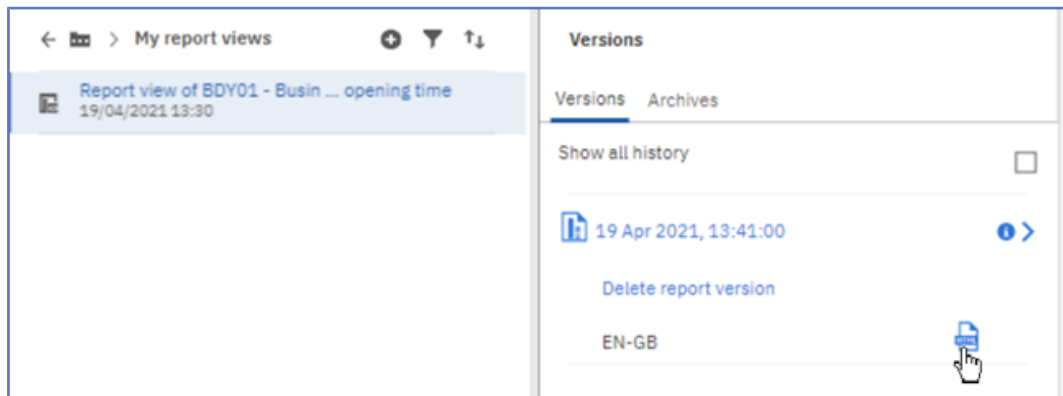 My report views
Report view of BDY01 - Busin ... opening time
19/04/2021 13:30
Versions
Versions Archives
Show all history
19 Apr 2021, 13:41:00
Delete report version
EN-GB
HTML